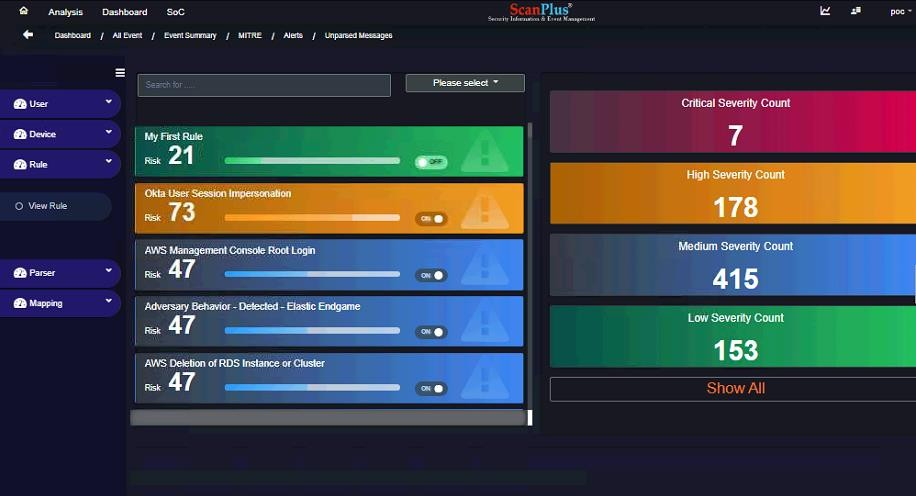 Analysis Dashboard SoC
ScanPlus®
Security Information & Event Management
poc
Dashboard / All Event / Event Summary / MITRE / Alerts / Unparsed Messages
User
Device
Rule
View Rule
Parser
Mapping
Search for .....
Please select
My First Rule
Risk 21
OFF
Okta User Session Impersonation
Risk 73
ON
AWS Management Console Root Login
Risk 47
ON
Adversary Behavior - Detected - Elastic Endgame
Risk 47
ON
AWS Deletion of RDS Instance or Cluster
Risk 47
ON
Critical Severity Count
7
High Severity Count
178
Medium Severity Count
415
Low Severity Count
153
Show All